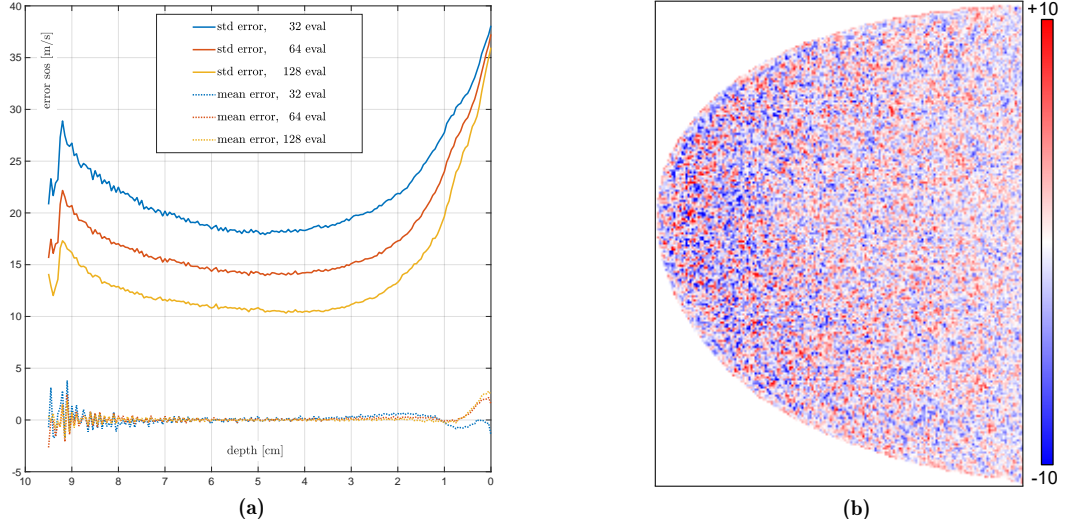 40
35
30
25
20
15
10
5
0
-5
error sos [m/s]
std error, 32 eval
std error, 64 eval
std error, 128 eval
mean error, 32 eval
mean error, 64 eval
mean error, 128 eval
depth [cm]
10 9 8 7 6 5 4 3 2 1 0
(a)
+10
-10
(b)